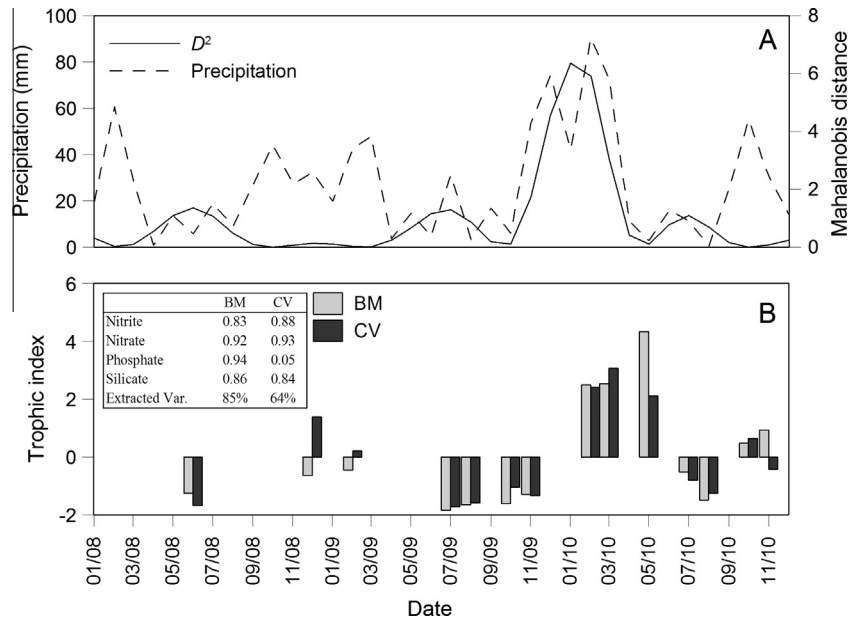 100
80
60
40
20
0
Precipitation (mm)
D²
Precipitation
A
8
6
4
2
0
Mahalanobis distance
6
4
2
0
-2
Trophic index
BM CV
Nitrite 0.83 0.88
Nitrate 0.92 0.93
Phosphate 0.94 0.05
Silicate 0.86 0.84
Extracted Var. 85% 64%
BM
CV
B
01/08 03/08 05/08 07/08 09/08 11/08 01/09 03/09 05/09 07/09 09/09 11/09 01/10 03/10 05/10 07/10 09/10 11/10
Date